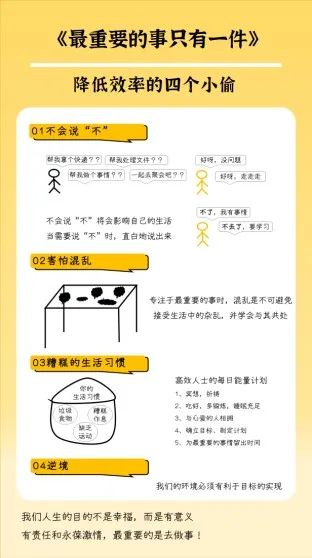 《最重要的事只有一件》
降低效率的四个小偷
01不会说“不”
帮我拿个快递？？ 帮我处理文件？？ 好呀，没问题
帮我做个事情？？ 一起去聚会吧？？ 好呀，走走走
不了，我有事情
不去了，要学习
不会说“不”将会影响自己的生活
当需要说“不”时，直白地说出来
02害怕混乱
专注于最重要的事时，混乱是不可避免
接受生活中的杂乱，并学会与其共处
03糟糕的生活习惯
你的
生活习惯
垃圾
食物
糟糕
作息
缺乏
运动
高效人士的每日能量计划
1、冥想，祈祷
2、吃好，多锻炼，睡眠充足
3、与心爱的人相拥
4、确立目标、制定计划
5、为最重要的事情留出时间
04逆境
我们的环境必须有利于目标的实现
我们人生的目的不是幸福，而是有意义
有责任和永葆激情，最重要的是去做事！